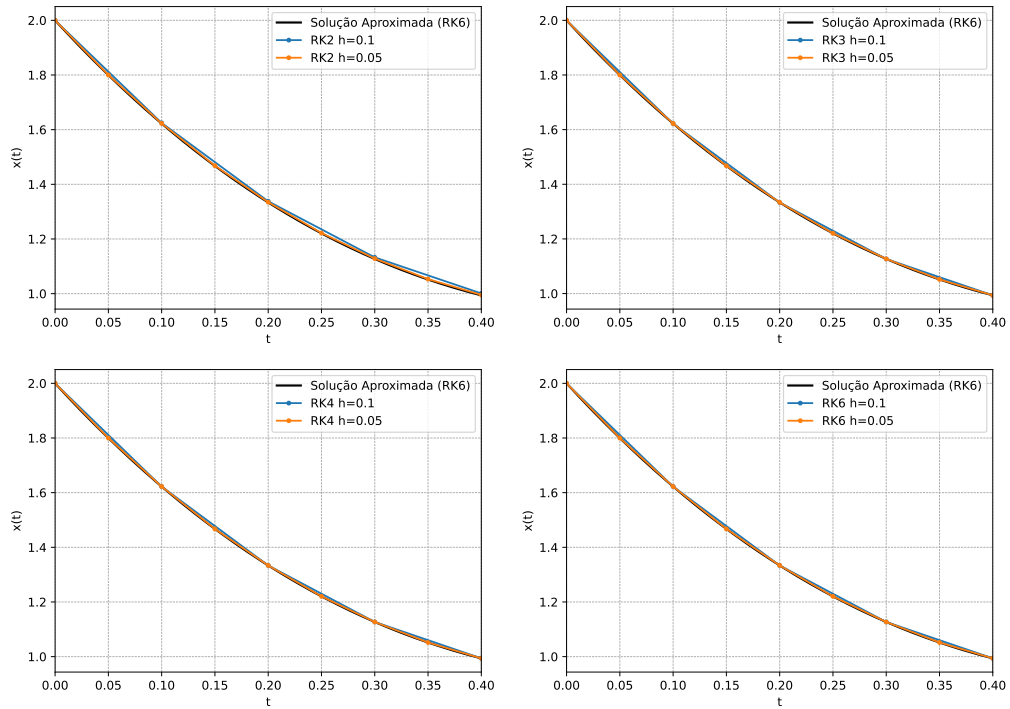 2.0
1.8
1.6
1.4
1.2
1.0
x(t)
0.00 0.05 0.10 0.15 0.20 0.25 0.30 0.35 0.40
t
Solução Aproximada (RK6)
RK2 h=0.1
RK2 h=0.05
2.0
1.8
1.6
1.4
1.2
1.0
x(t)
0.00 0.05 0.10 0.15 0.20 0.25 0.30 0.35 0.40
t
Solução Aproximada (RK6)
RK3 h=0.1
RK3 h=0.05
2.0
1.8
1.6
1.4
1.2
1.0
x(t)
0.00 0.05 0.10 0.15 0.20 0.25 0.30 0.35 0.40
t
Solução Aproximada (RK6)
RK4 h=0.1
RK4 h=0.05
2.0
1.8
1.6
1.4
1.2
1.0
x(t)
0.00 0.05 0.10 0.15 0.20 0.25 0.30 0.35 0.40
t
Solução Aproximada (RK6)
RK6 h=0.1
RK6 h=0.05